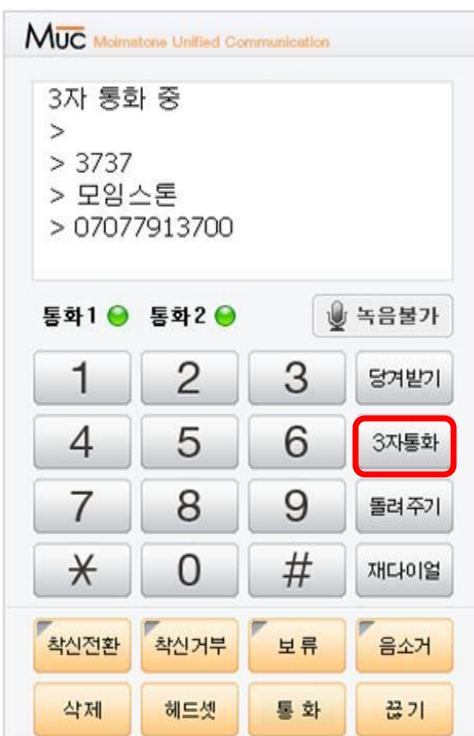 MUC Moimstone Unified Communication
3자 통화 중
>
> 3737
> 모임스톤
> 07077913700
통화1 통화2 녹음불가
1 2 3 당겨받기
4 5 6 3자통화
7 8 9 돌려주기
* 0 # 재다이얼
착신전환 착신거부 보류 음소거
삭제 헤드셋 통화 끊기